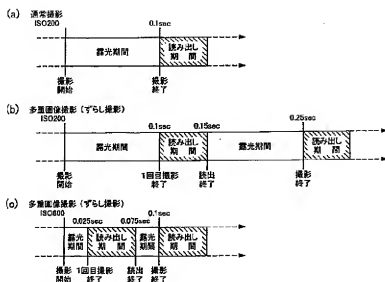 (a) 通常撮影
ISO200
0.1sec
露光期間
読み出し
期間
撮影
開始
撮影
終了
(b) 多重画像撮影(ずらし撮影)
ISO200
0.1sec
0.15sec
0.25sec
露光期間
読み出し
期間
露光期間
読み出し
期間
撮影
開始
1回目撮影
終了
読出
終了
撮影
終了
(c) 多重画像撮影(ずらし撮影)
ISO800
0.025sec
0.075sec
0.1sec
露光
期間
読み出し
期間
露光
期間
読み出し
期間
撮影
開始
1回目撮影
終了
読出
終了
撮影
終了